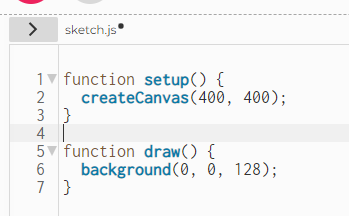 sketch.js
1 function setup() {
2   createCanvas(400, 400);
3 }
4
5 function draw() {
6   background(0, 0, 128);
7 }